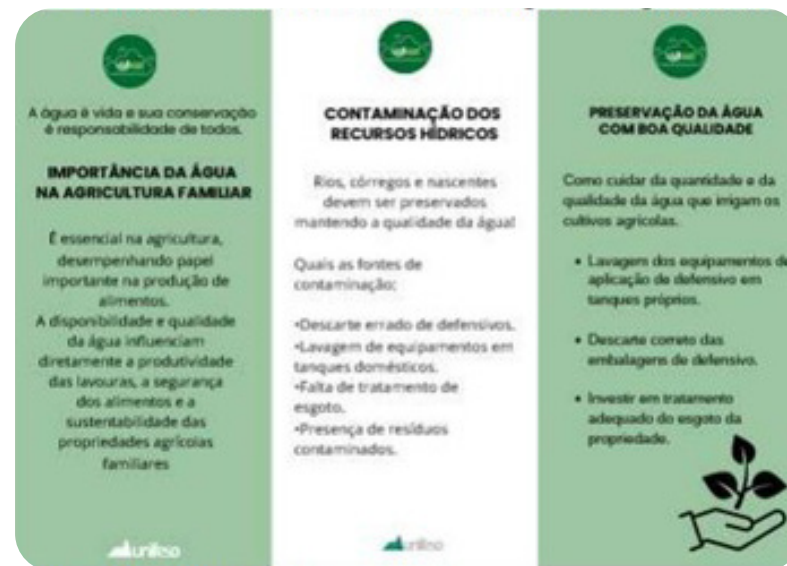 A água é vida e sua conservação
é responsabilidade de todos.
IMPORTÂNCIA DA ÁGUA
NA AGRICULTURA FAMILIAR
É essencial na agricultura,
desempenhando papel
importante na produção de
alimentos.
A disponibilidade e qualidade
da água influenciam
diretamente a produtividade
das lavouras, a segurança
dos alimentos e a
sustentabilidade das
propriedades agrícolas
familiares
unifeso
CONTAMINAÇÃO DOS
RECURSOS HÍDRICOS
Rios, córregos e nascentes
devem ser preservados
mantendo a qualidade da água!
Quais as fontes de
contaminação:
•Descarte errado de defensivos.
•Lavagem de equipamentos em
tanques domésticos.
•Falta de tratamento de
esgoto.
•Presença de resíduos
contaminados.
unifeso
PRESERVAÇÃO DA ÁGUA
COM BOA QUALIDADE
Como cuidar da quantidade e da
qualidade da água que irrigam os
cultivos agrícolas.
• Lavagem dos equipamentos de
aplicação de defensivo em
tanques próprios.
• Descarte correto das
embalagens de defensivo.
• Investir em tratamento
adequado do esgoto da
propriedade.